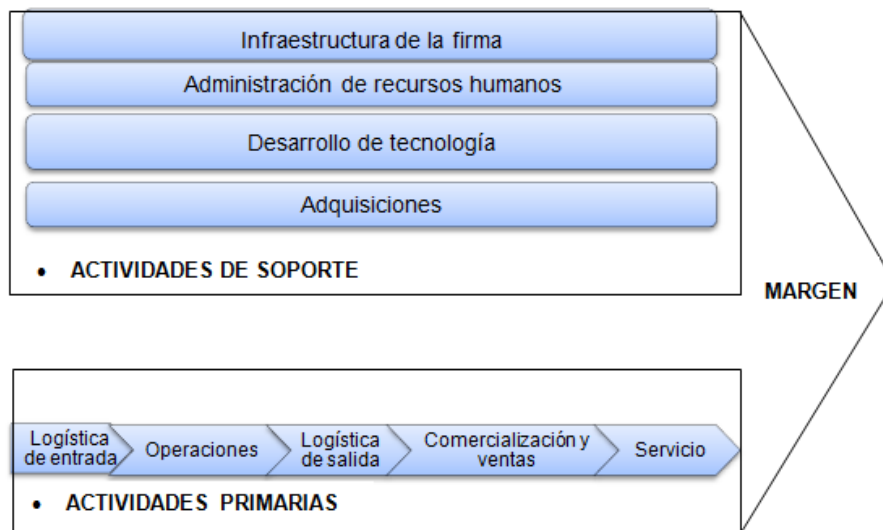 Infraestructura de la firma
Administración de recursos humanos
Desarrollo de tecnología
Adquisiciones
• ACTIVIDADES DE SOPORTE
MARGEN
Logística
de entrada
Operaciones
Logística
de salida
Comercialización y
ventas
Servicio
• ACTIVIDADES PRIMARIAS